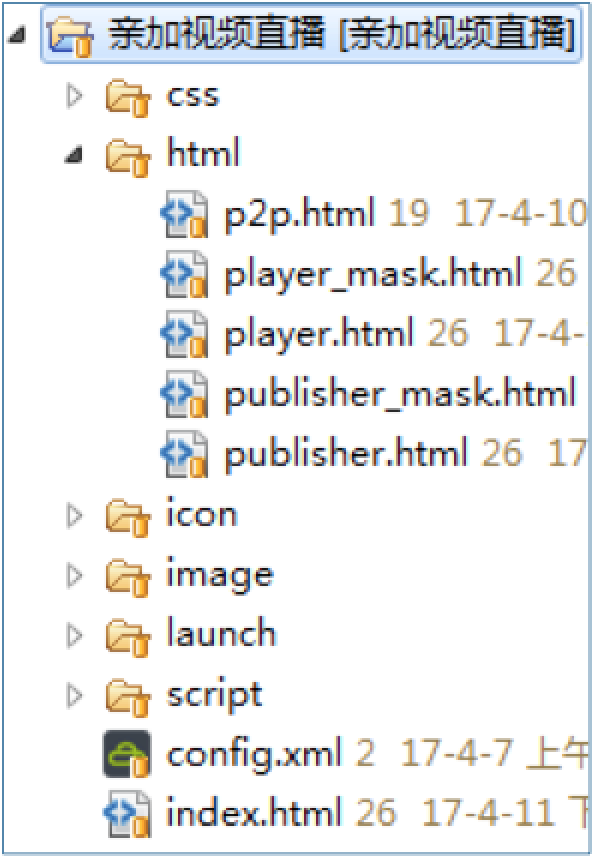 亲加视频直播 [亲加视频直播]
css
html
p2p.html 19 17-4-10
player_mask.html 26
player.html 26 17-4-
publisher_mask.html
publisher.html 26 17
icon
image
launch
script
config.xml 2 17-4-7 上午
index.html 26 17-4-11 下